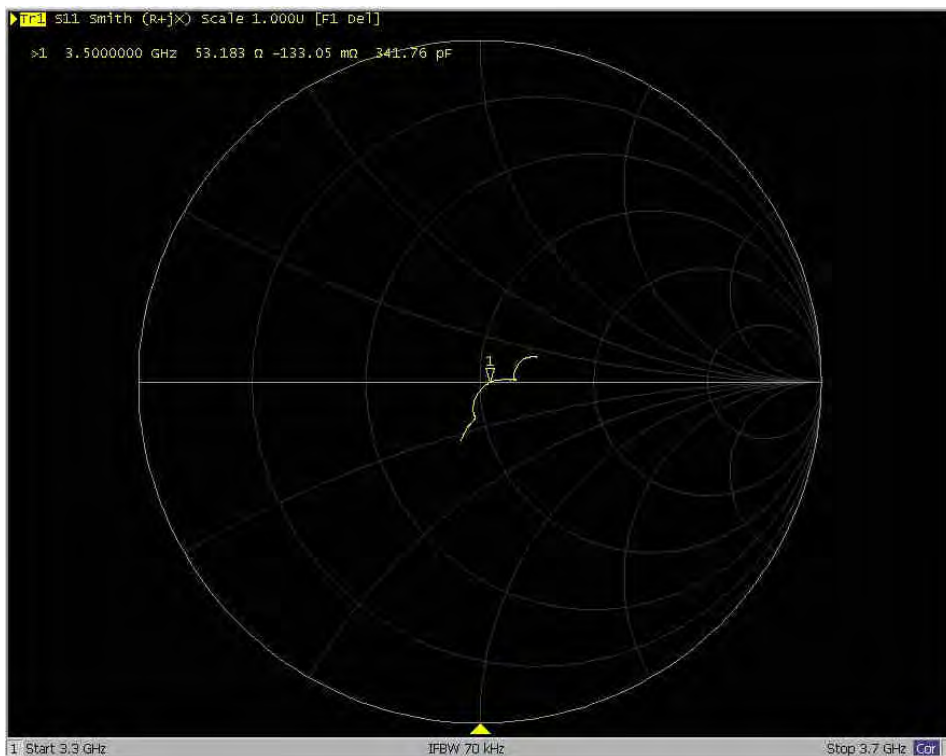 Tr1 S11 Smith (R+jX) Scale 1.000U [F1 Del]
>1 3.5000000 GHz 53.183 Ω -133.05 mΩ 341.76 pF
1
1 Start 3.3 GHz IFBW 70 kHz Stop 3.7 GHz Cor